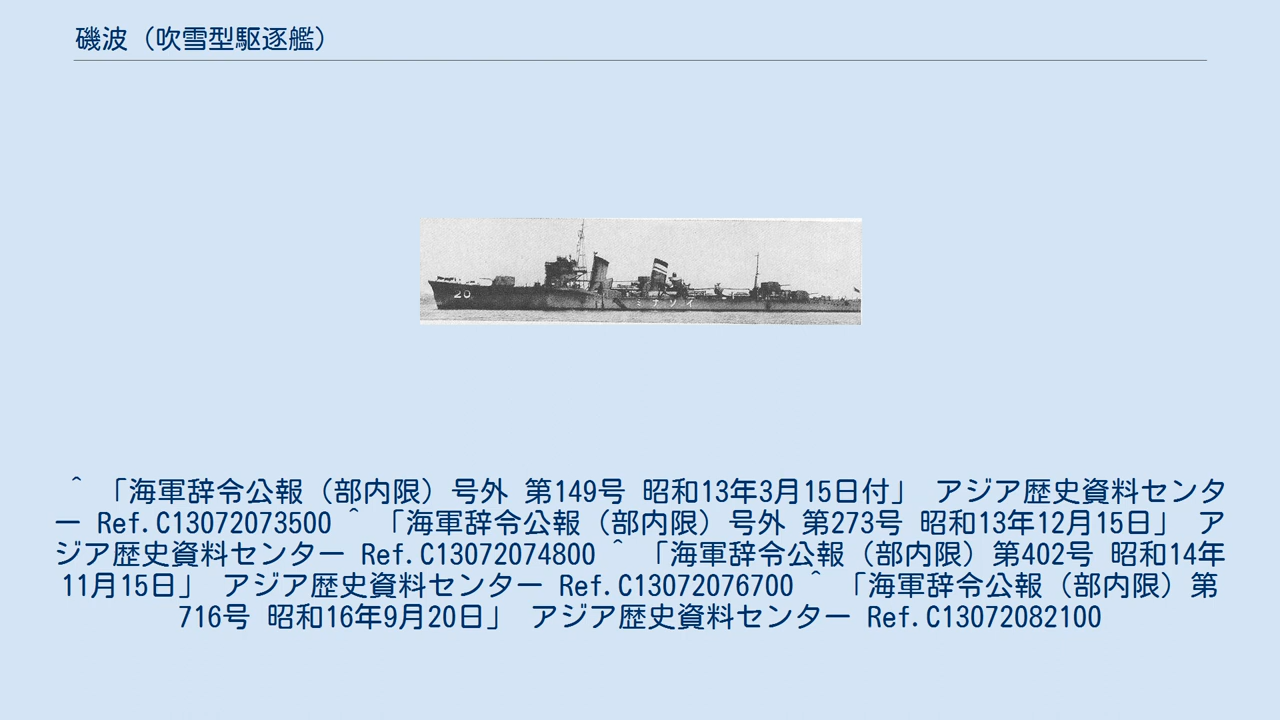 磯波（吹雪型駆逐艦）
20
ミナソイ
^ 「海軍辞令公報（部内限）号外 第149号 昭和13年3月15日付」 アジア歴史資料センタ
ー Ref.C13072073500 ^ 「海軍辞令公報（部内限）号外 第273号 昭和13年12月15日」 ア
ジア歴史資料センター Ref.C13072074800 ^ 「海軍辞令公報（部内限）第402号 昭和14年
11月15日」 アジア歴史資料センター Ref.C13072076700 ^ 「海軍辞令公報（部内限）第
716号 昭和16年9月20日」 アジア歴史資料センター Ref.C13072082100